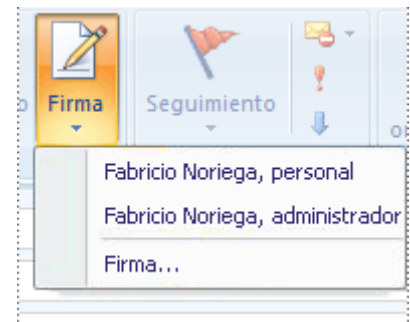 Firma
Seguimiento
Fabricio Noriega, personal
Fabricio Noriega, administrador
Firma...